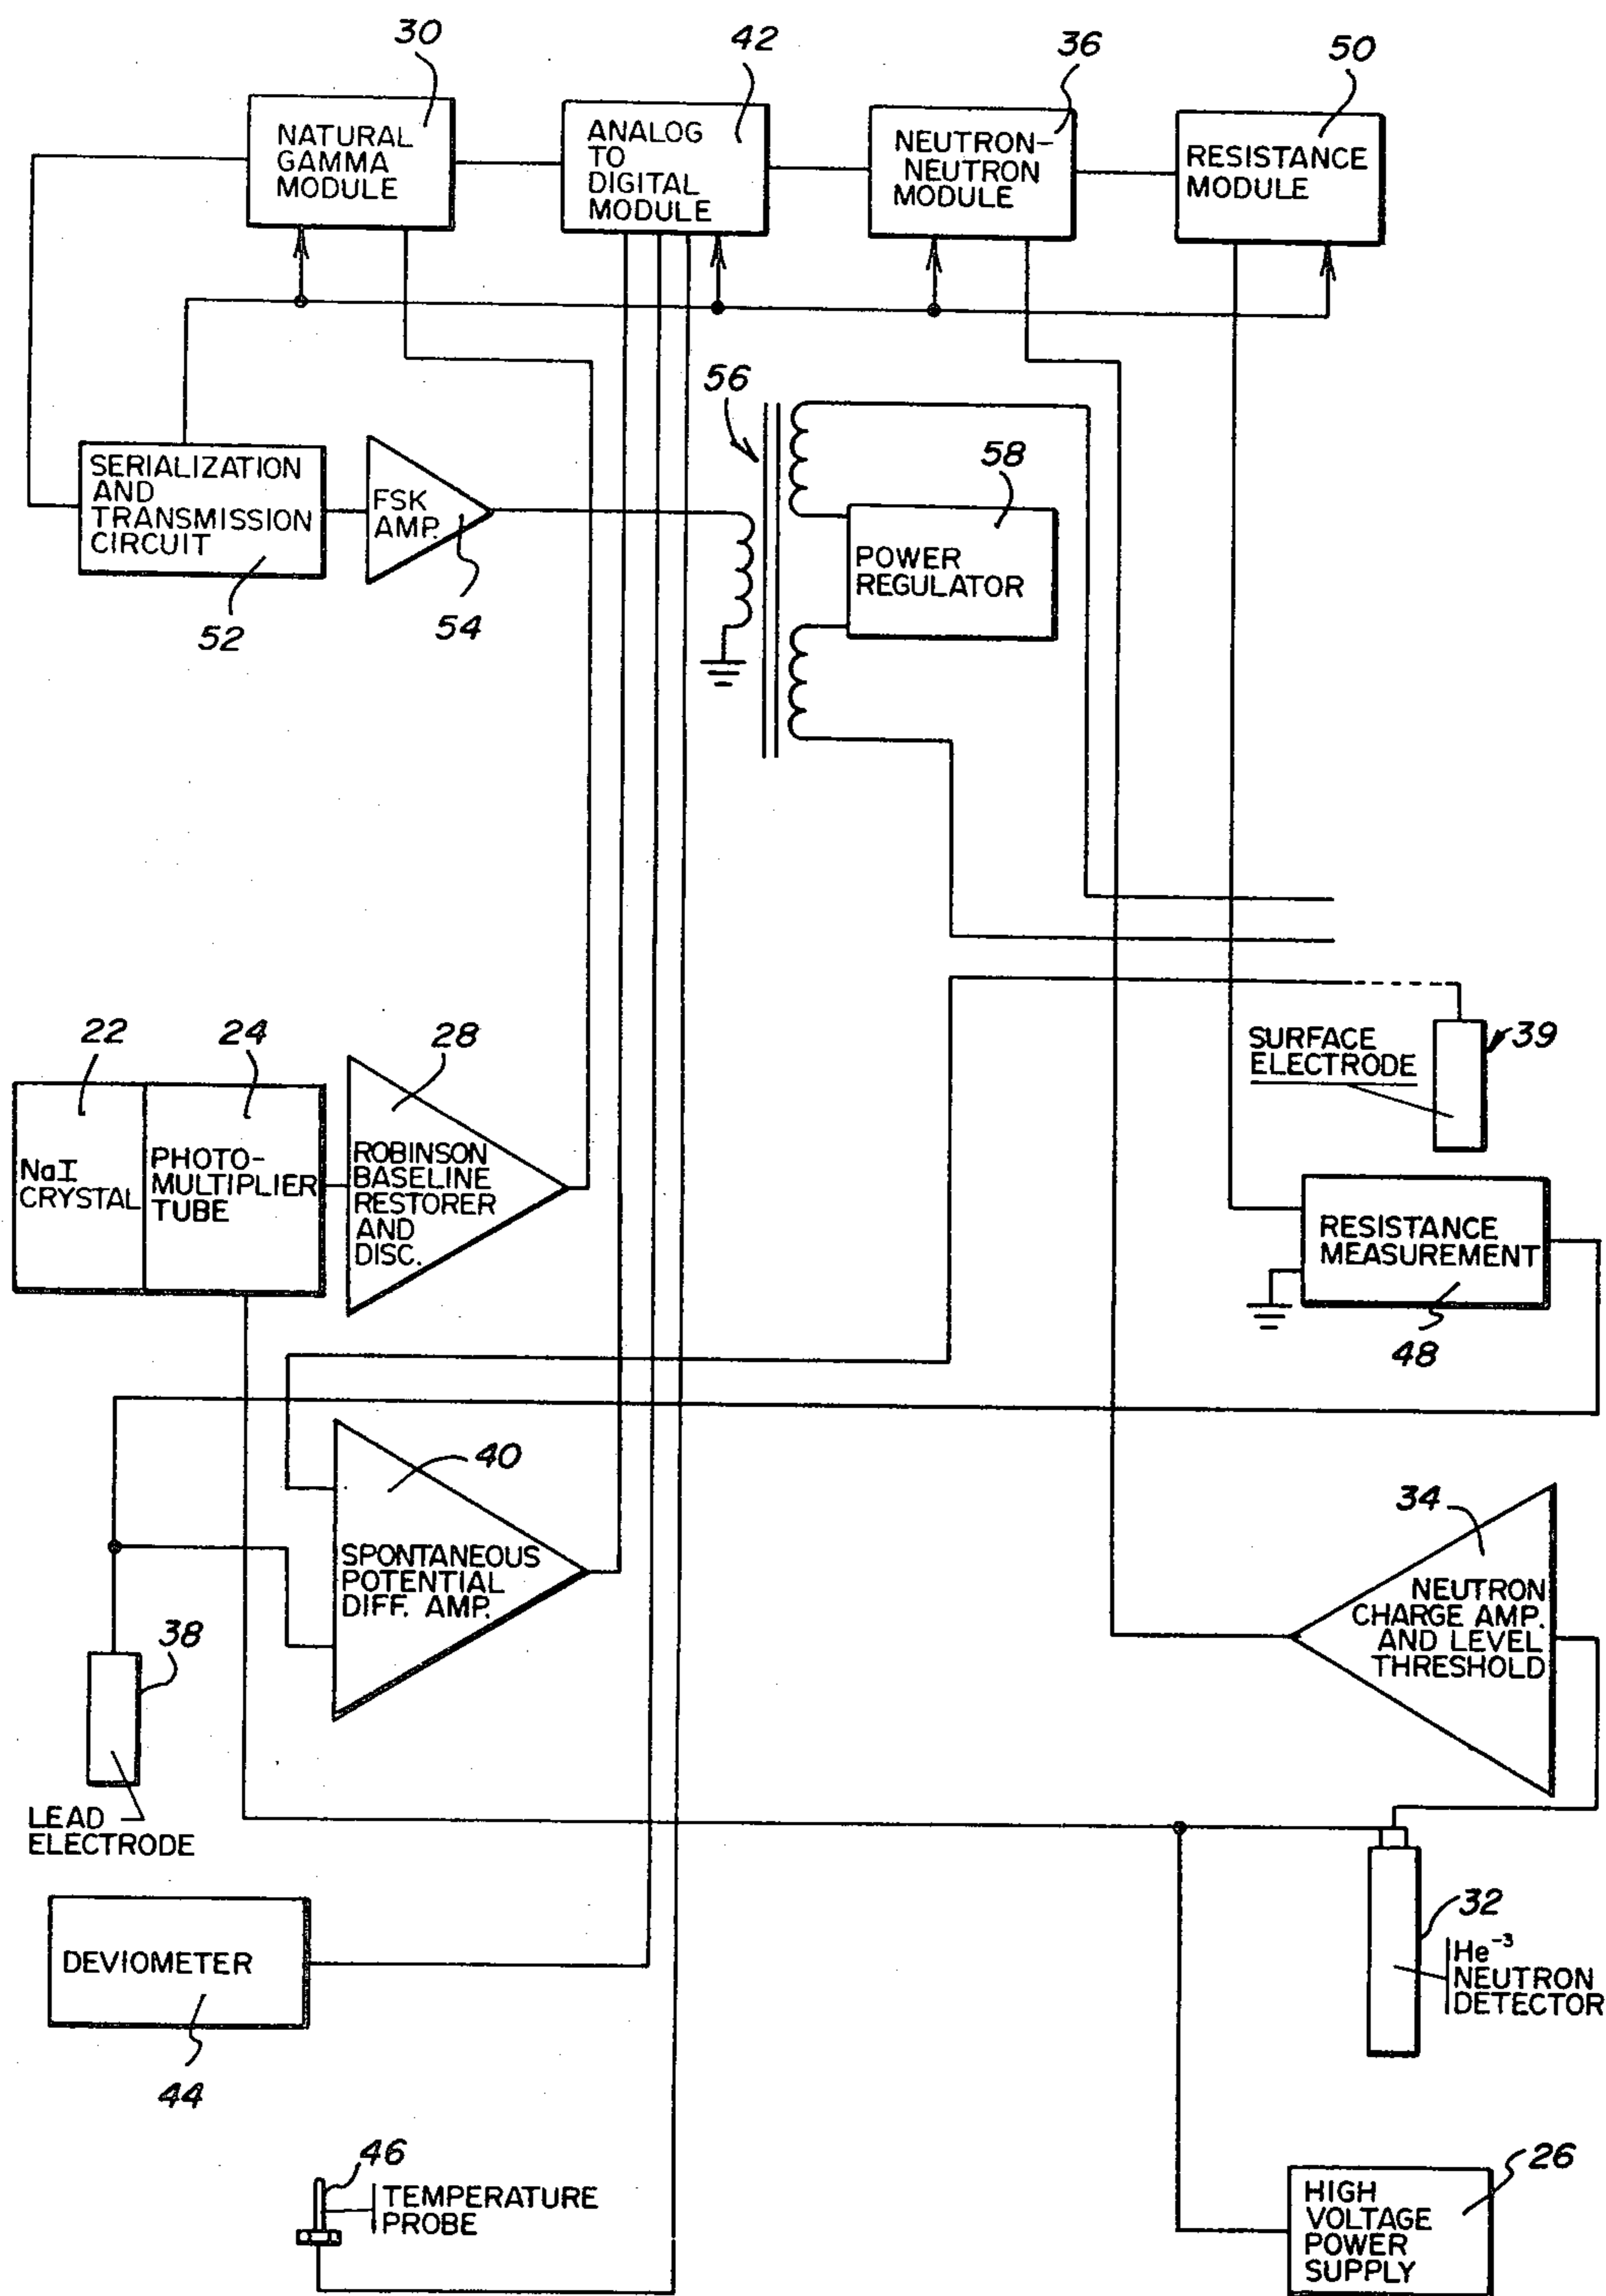 30
42
36
50
NATURAL
GAMMA
MODULE
ANALOG
TO
DIGITAL
MODULE
NEUTRON-
NEUTRON
MODULE
RESISTANCE
MODULE
56
58
SERIALIZATION
AND
TRANSMISSION
CIRCUIT
FSK
AMP.
POWER
REGULATOR
52
54
22
24
28
39
SURFACE
ELECTRODE
NaI
CRYSTAL
PHOTO-
MULTIPLIER
TUBE
ROBINSON
BASELINE
RESTORER
AND
DISC.
RESISTANCE
MEASUREMENT
48
40
34
SPONTANEOUS
POTENTIAL
DIFF. AMP.
NEUTRON
CHARGE AMP.
AND LEVEL
THRESHOLD
38
LEAD
ELECTRODE
32
DEVIOMETER
He-3
NEUTRON
DETECTOR
44
46
TEMPERATURE
PROBE
26
HIGH
VOLTAGE
POWER
SUPPLY